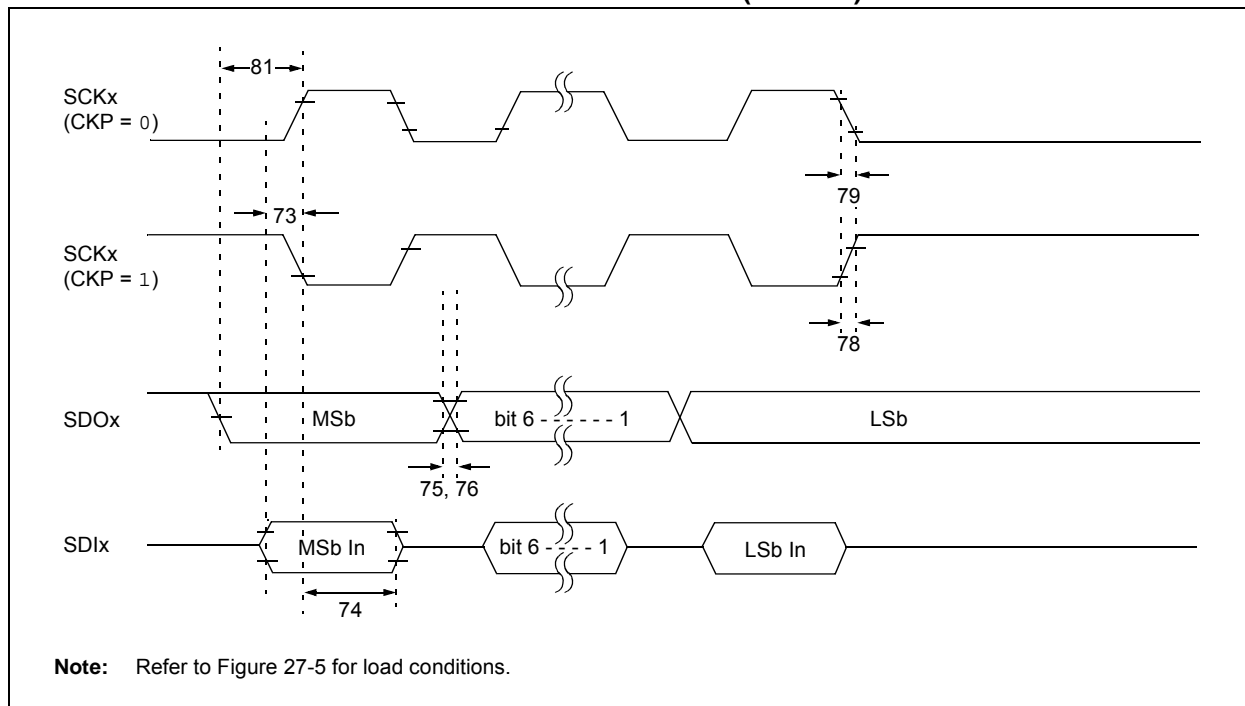 81
SCKx
(CKP = 0)
79
73
SCKx
(CKP = 1)
78
SDOx
MSb
bit 6 - - - - - - 1
LSb
75, 76
SDIx
MSb In
bit 6 - - - - - 1
LSb In
74
Note: Refer to Figure 27-5 for load conditions.